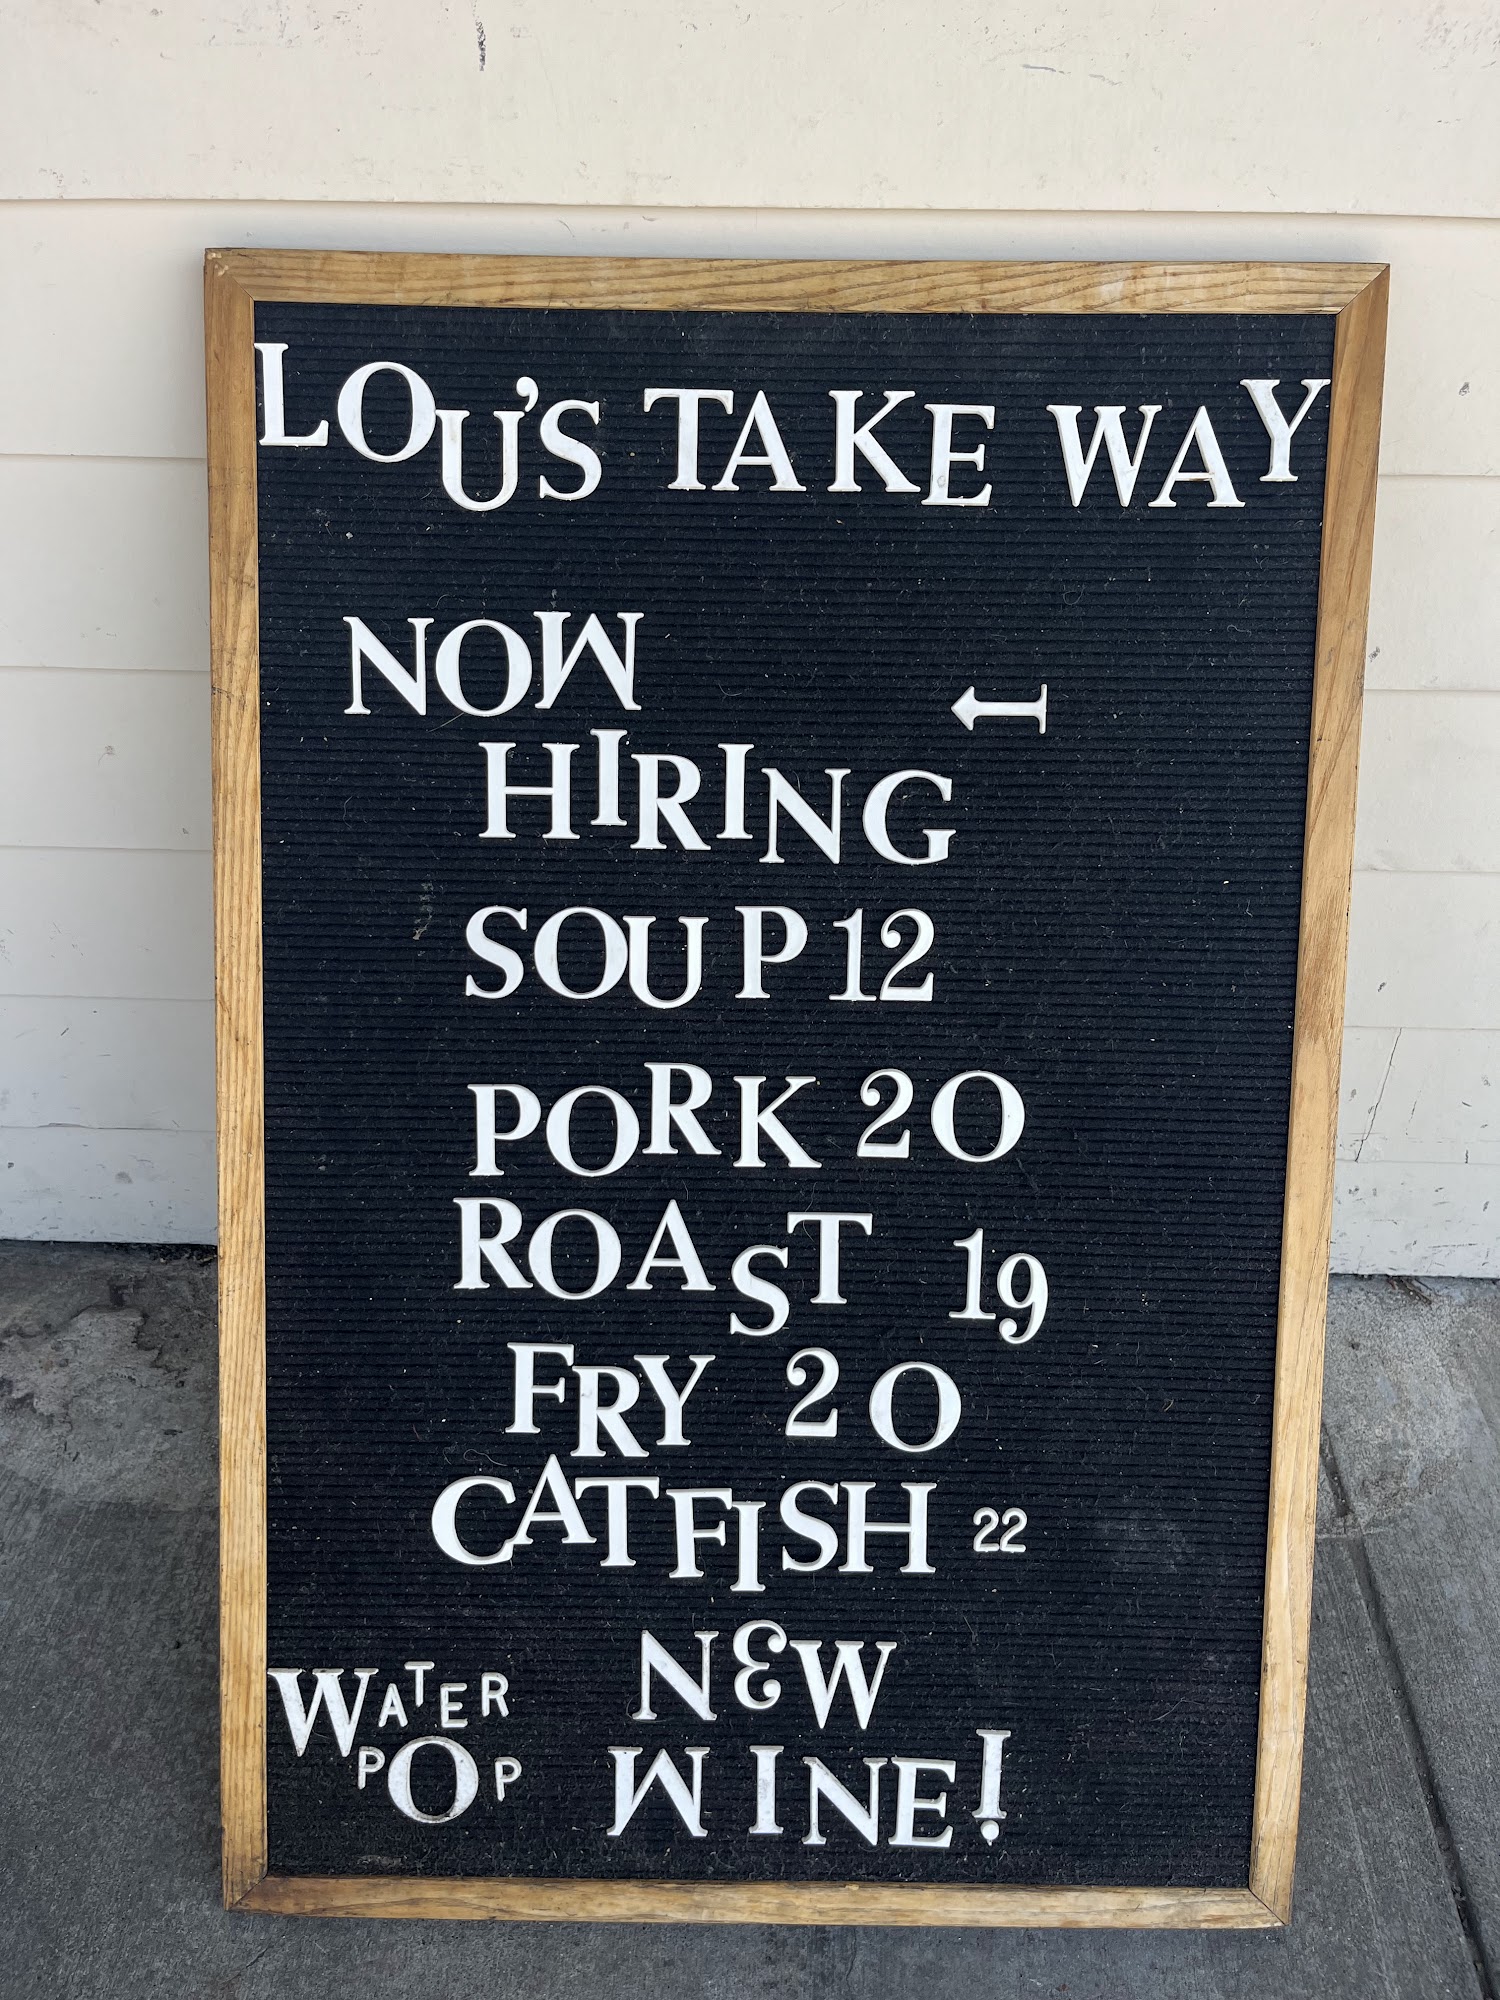 LOU'S TAKE WAY
NOW ←
HIRING
SOUP 12
PORK 20
ROAST 19
FRY 20
CATFISH 22
NEW
WINE!
WATER
POP